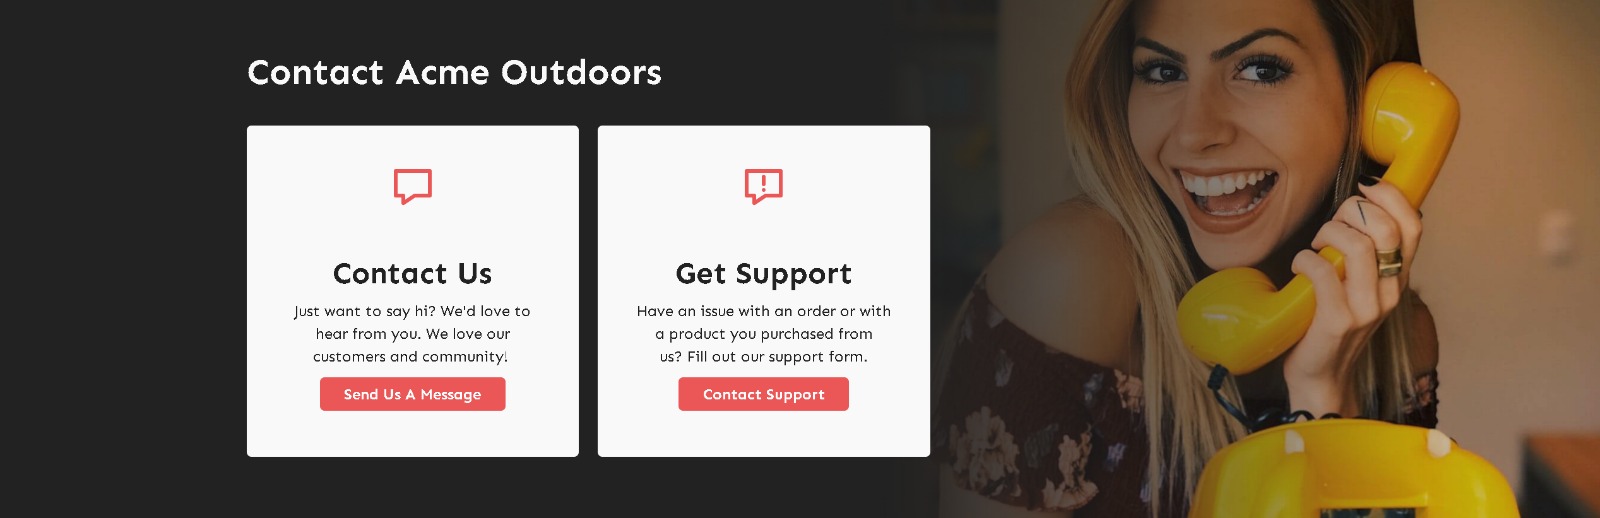 Contact Acme Outdoors
Contact Us
Just want to say hi? We'd love to
hear from you. We love our
customers and community!
Send Us A Message
Get Support
Have an issue with an order or with
a product you purchased from
us? Fill out our support form.
Contact Support